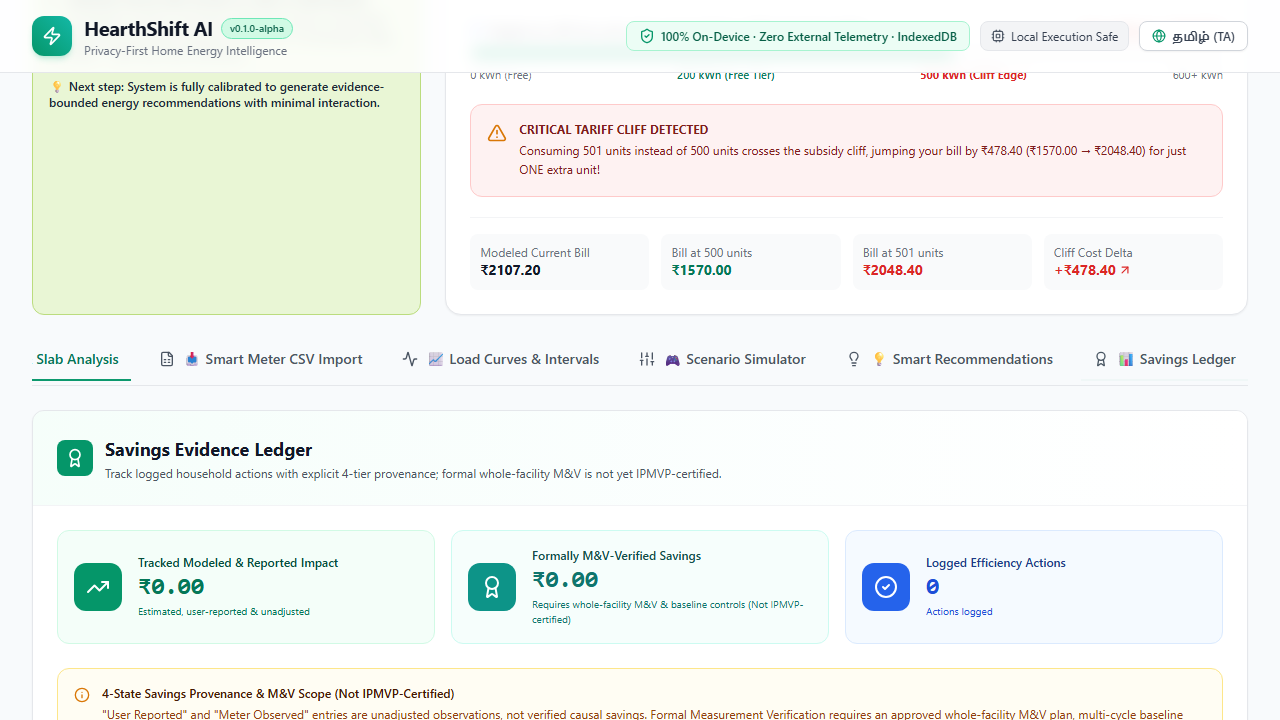 HearthShift AI v0.1.0-alpha
Privacy-First Home Energy Intelligence
100% On-Device · Zero External Telemetry · IndexedDB
Local Execution Safe
தமிழ் (TA)
💡 Next step: System is fully calibrated to generate evidence-
bounded energy recommendations with minimal interaction.
0 kWh (Free) 200 kWh (Free Tier) 500 kWh (Cliff Edge) 600+ kWh
CRITICAL TARIFF CLIFF DETECTED
Consuming 501 units instead of 500 units crosses the subsidy cliff, jumping your bill by ₹478.40 (₹1570.00 → ₹2048.40) for just
ONE extra unit!
Modeled Current Bill
₹2107.20
Bill at 500 units
₹1570.00
Bill at 501 units
₹2048.40
Cliff Cost Delta
+₹478.40
Slab Analysis
Smart Meter CSV Import
Load Curves & Intervals
Scenario Simulator
Smart Recommendations
Savings Ledger
Savings Evidence Ledger
Track logged household actions with explicit 4-tier provenance; formal whole-facility M&V is not yet IPMVP-certified.
Tracked Modeled & Reported Impact
₹0.00
Estimated, user-reported & unadjusted
Formally M&V-Verified Savings
₹0.00
Requires whole-facility M&V & baseline controls (Not IPMVP-
certified)
Logged Efficiency Actions
0
Actions logged
4-State Savings Provenance & M&V Scope (Not IPMVP-Certified)
"User Reported" and "Meter Observed" entries are unadjusted observations, not verified causal savings. Formal Measurement Verification requires an approved whole-facility M&V plan, multi-cycle baseline